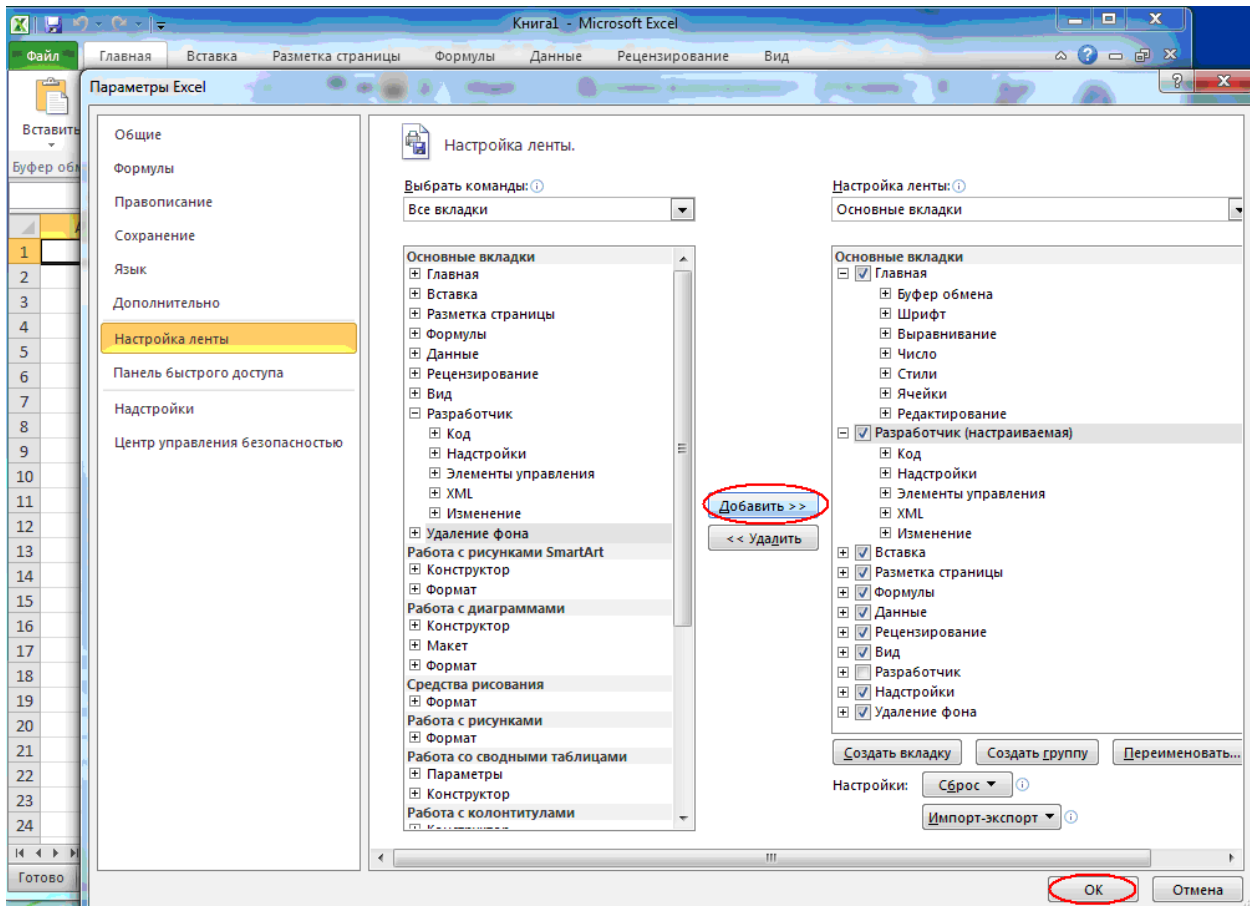 Книга1 - Microsoft Excel
Файл Главная Вставка Разметка страницы Формулы Данные Рецензирование Вид
Параметры Excel
Вставить
Буфер
1
2
3
4
5
6
7
8
9
10
11
12
13
14
15
16
17
18
19
20
21
22
23
24
Готово
Общие
Формулы
Правописание
Сохранение
Язык
Дополнительно
Настройка ленты
Панель быстрого доступа
Надстройки
Центр управления безопасностью
Настройка ленты.
Выбрать команды:
Все вкладки
Основные вкладки
Главная
Вставка
Разметка страницы
Формулы
Данные
Рецензирование
Вид
Разработчик
Код
Надстройки
Элементы управления
XML
Изменение
Удаление фона
Работа с рисунками SmartArt
Конструктор
Формат
Работа с диаграммами
Конструктор
Макет
Формат
Средства рисования
Формат
Работа с рисунками
Формат
Работа со сводными таблицами
Параметры
Конструктор
Работа с колонтитулами
Добавить >>
<< Удалить
Настройка ленты:
Основные вкладки
Основные вкладки
Главная
Буфер обмена
Шрифт
Выравнивание
Число
Стили
Ячейки
Редактирование
Разработчик (настраиваемая)
Код
Надстройки
Элементы управления
XML
Изменение
Вставка
Разметка страницы
Формулы
Данные
Рецензирование
Вид
Разработчик
Надстройки
Удаление фона
Создать вкладку Создать группу Переименовать...
Настройки: Сброс
Импорт-экспорт
ОК Отмена